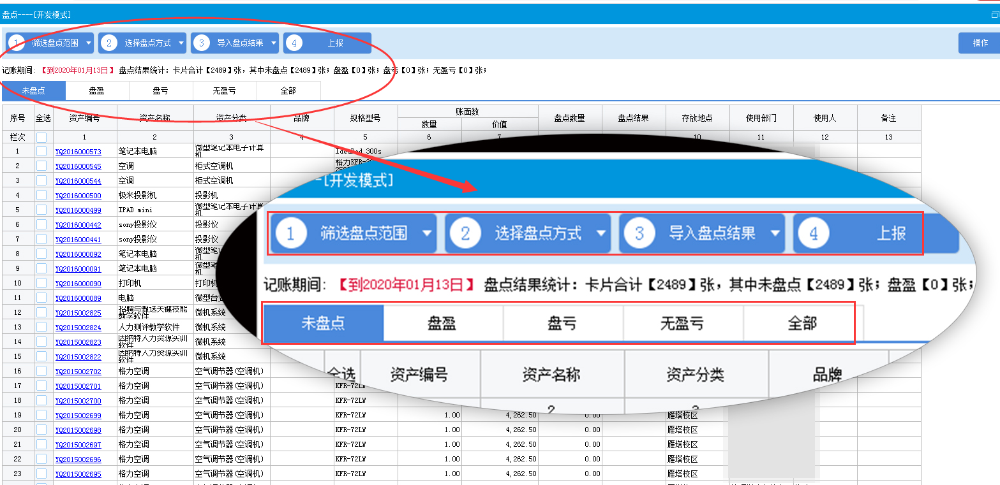 盘点----[开发模式]
1 筛选盘点范围 2 选择盘点方式 3 导入盘点结果 4 上报 操作
记账期间: 【到2020年01月13日】 盘点结果统计: 卡片合计【2489】张, 其中未盘点【2489】张; 盘盈【0】张; 盘亏【0】张; 无盈亏【0】张;
未盘点 盘盈 盘亏 无盈亏 全部
序号 全选 资产编号 资产名称 资产分类 品牌 规格型号 账面数 盘点数量 盘点结果 存放地点 使用部门 使用人 备注
数量 价值
栏次 1 2 3 4 5 6 7 10 11 12 13
1 YQ2016000573 笔记本电脑 微型笔记本电子计算机 IdeaPad 300s
2 YQ2016000545 空调 柜式空调机
3 YQ2016000544 空调 柜式空调机
4 YQ2016000500 极米投影机 投影机
5 YQ2016000499 IPAD mini 微型笔记本电子计算机
6 YQ2016000442 sony投影仪 投影仪
7 YQ2016000441 sony投影仪 投影仪
8 YQ2016000092 笔记本电脑 微型笔 机
9 YQ2016000091 笔记本电脑 微型笔 机
10 YQ2016000090 打印机 打印机
11 YQ2016000089 电脑 微型台式
12 YQ2015002825 招聘与甄选关键技能教学软件 微机系统
13 YQ2015002824 人力测评教学软件 微机系统
14 YQ2015002823 因纳特人力资源实训软件 微机系统
15 YQ2015002822 因纳特人力资源实训软件 微机系统
16 YQ2015002702 格力空调 空气调节器(空调机)
17 YQ2015002701 格力空调 空气调节器(空调机) KFR-72LW
18 YQ2015002700 格力空调 空气调节器(空调机) KFR-72LW
19 YQ2015002699 格力空调 空气调节器(空调机) KFR-72LW 1.00 4,262.50 0.00 雁塔校区
20 YQ2015002698 格力空调 空气调节器(空调机) KFR-72LW 1.00 4,262.50 0.00 雁塔校区
21 YQ2015002697 格力空调 空气调节器(空调机) KFR-72LW 1.00 4,262.50 0.00 雁塔校区
22 YQ2015002696 格力空调 空气调节器(空调机) KFR-72LW 1.00 4,262.50 0.00 雁塔校区
23 YQ2015002695 格力空调 空气调节器(空调机) KFR-72LW 1.00 4,262.50 0.00 雁塔校区
--[开发模式]
1 筛选盘点范围 2 选择盘点方式 3 导入盘点结果 4 上报
记账期间: 【到2020年01月13日】 盘点结果统计: 卡片合计【2489】张, 其中未盘点【2489】张; 盘盈【0】张;
未盘点 盘盈 盘亏 无盈亏 全部
全选 资产编号 资产名称 资产分类 品牌
2 3